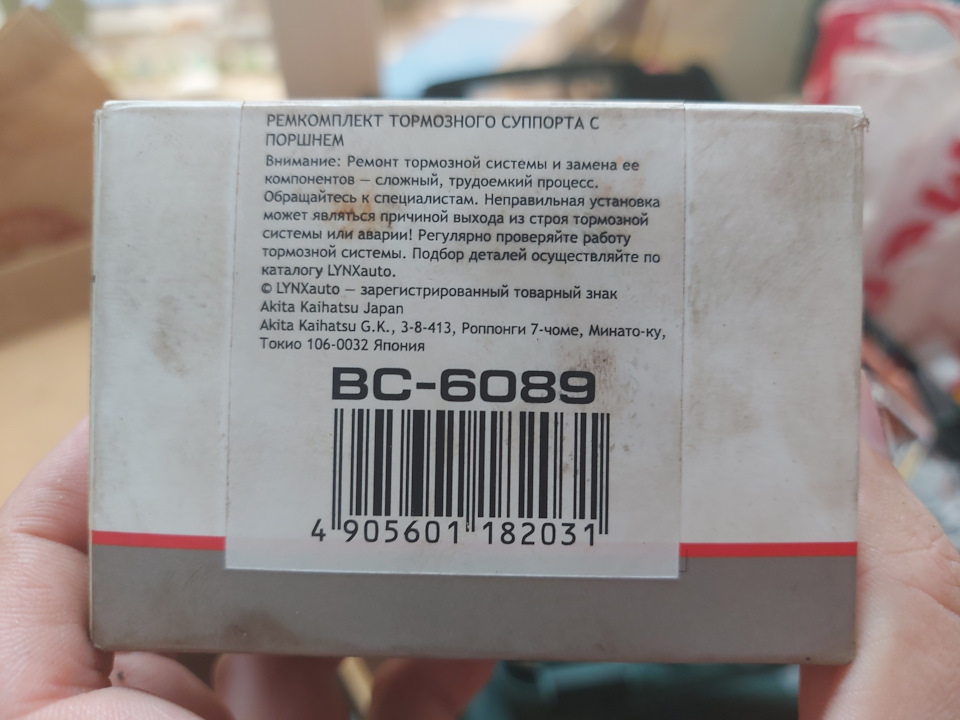 РЕМКОМПЛЕКТ ТОРМОЗНОГО СУППОРТА С
ПОРШНЕМ
Внимание: Ремонт тормозной системы и замена ее
компонентов — сложный, трудоемкий процесс.
Обращайтесь к специалистам. Неправильная установка
может являться причиной выхода из строя тормозной
системы или аварии! Регулярно проверяйте работу
тормозной системы. Подбор деталей осуществляйте по
каталогу LYNXauto.
© LYNXauto — зарегистрированный товарный знак
Akita Kaihatsu Japan
Akita Kaihatsu G.K., 3-8-413, Роппонги 7-чоме, Минато-ку,
Токио 106-0032 Япония
BC-6089
4 905601 182031